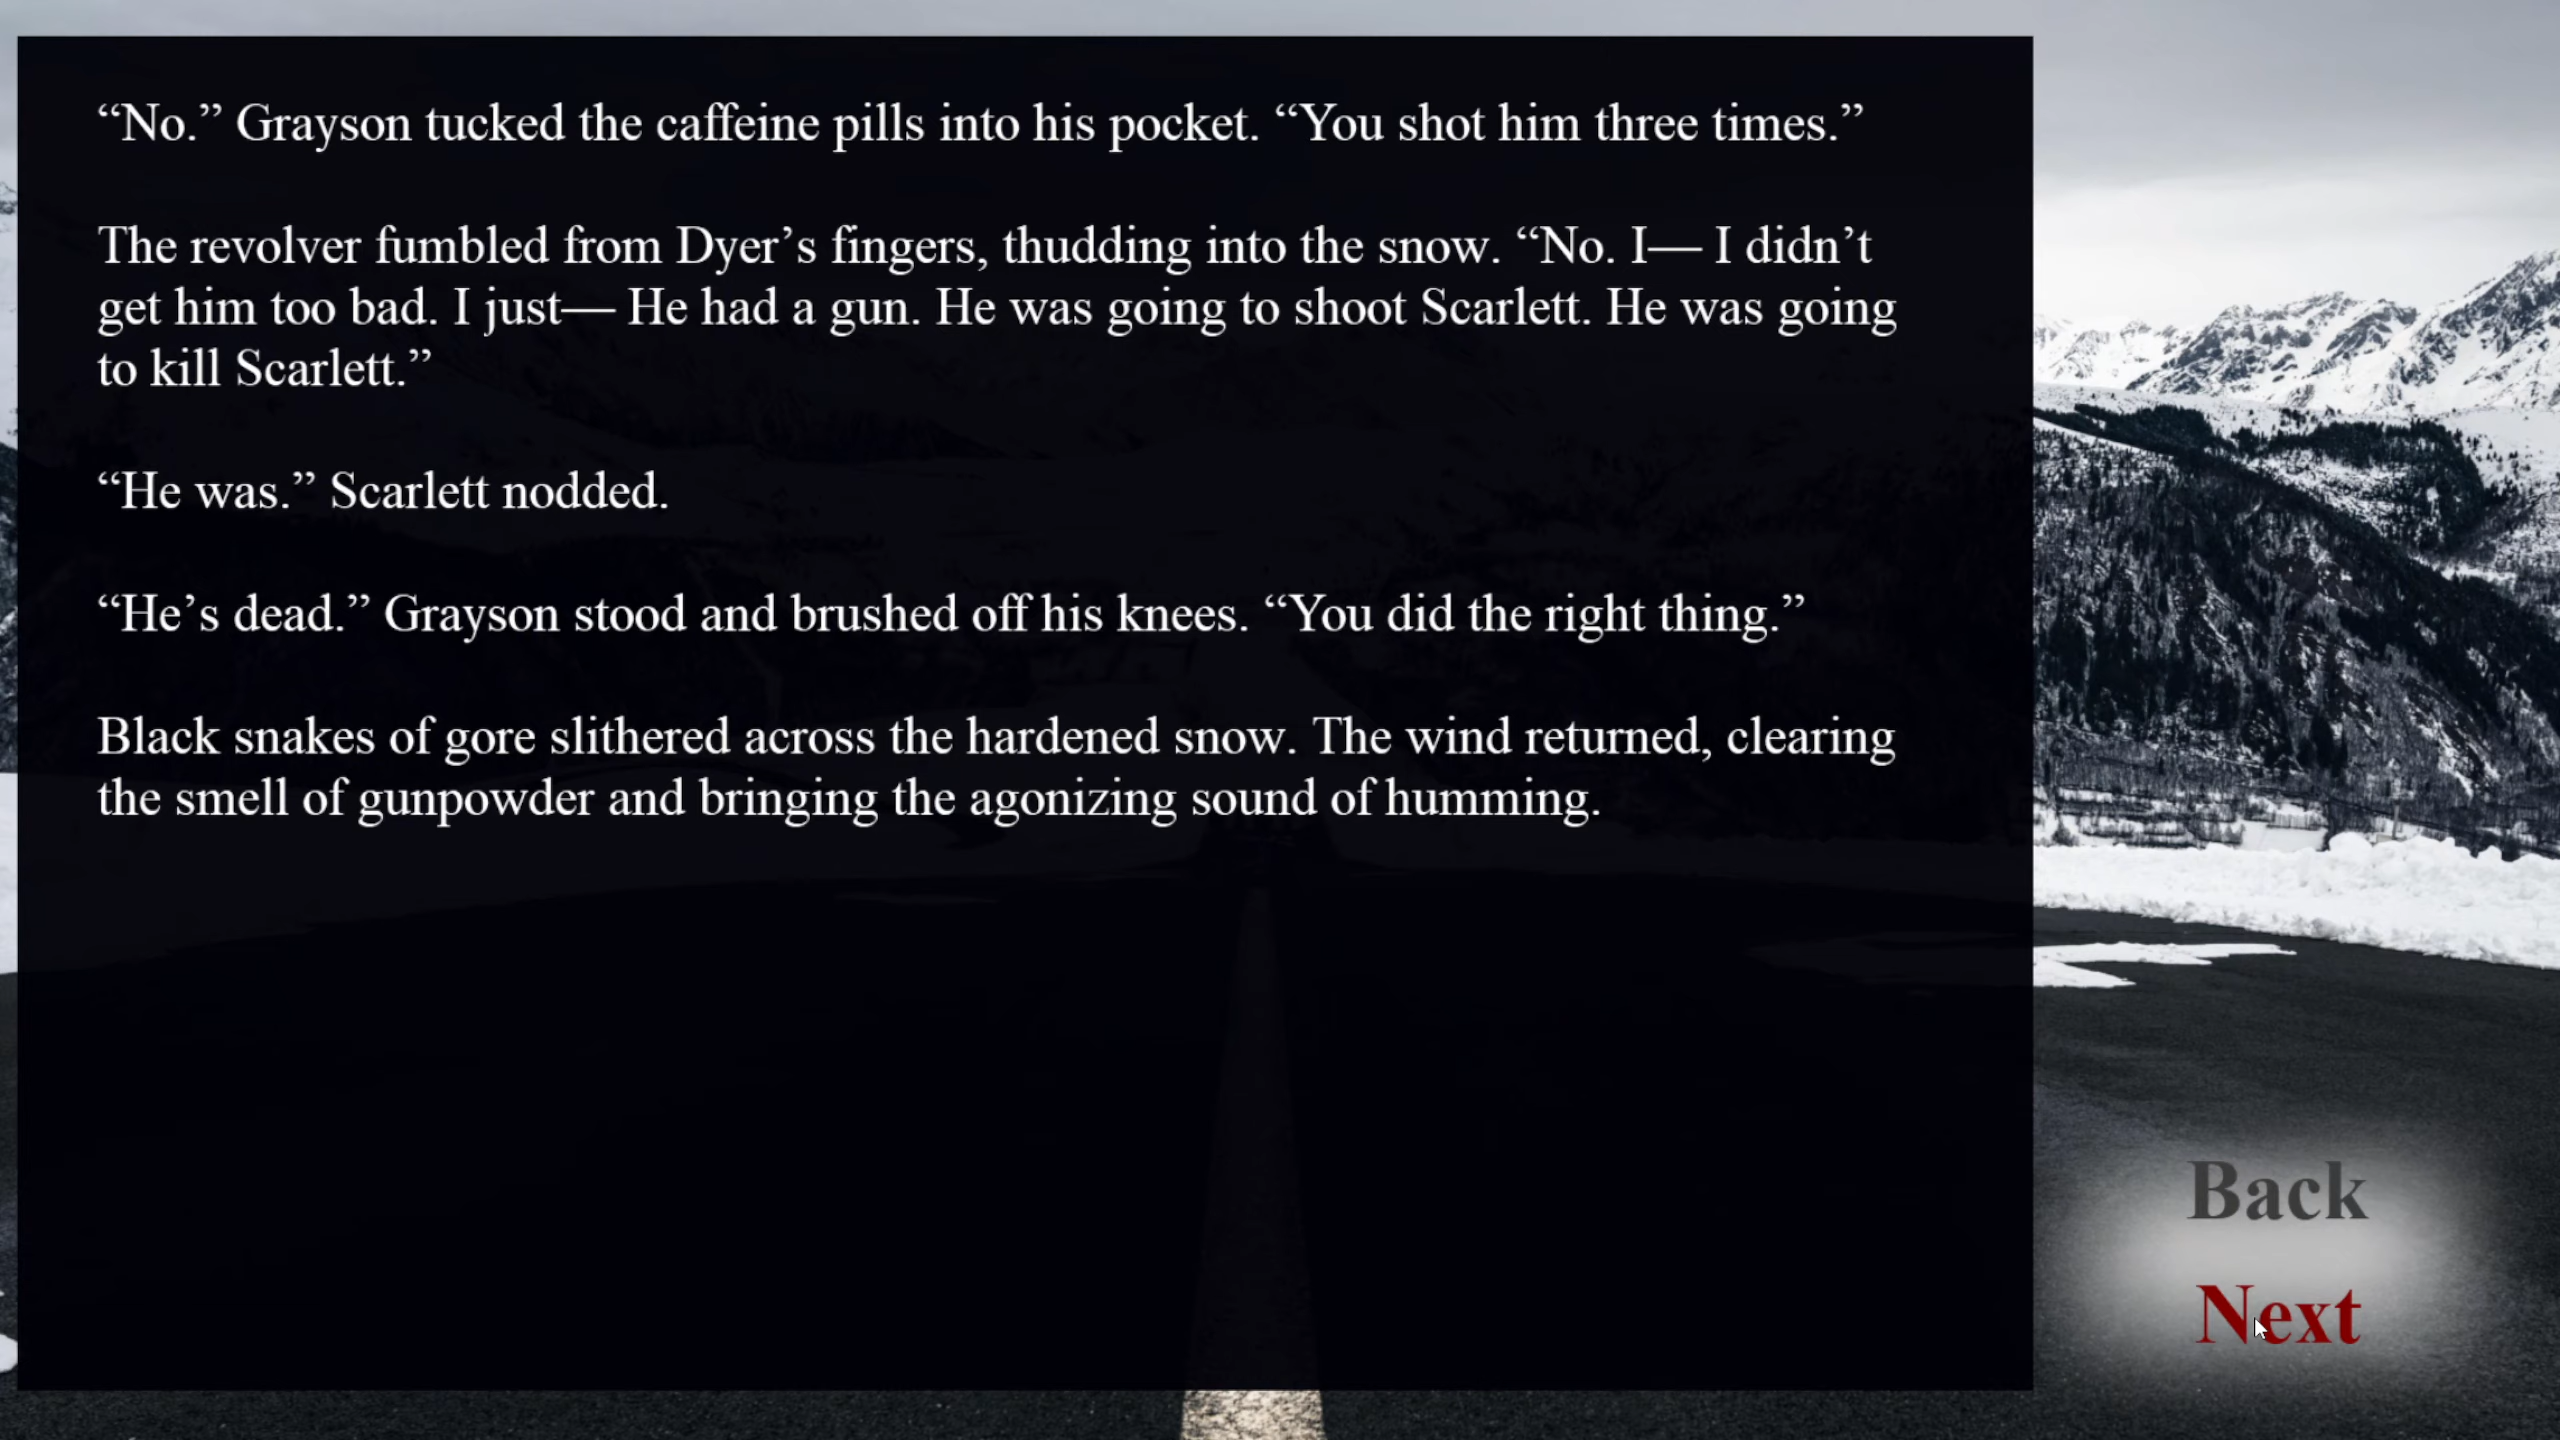 “No.” Grayson tucked the caffeine pills into his pocket. “You shot him three times.”
The revolver fumbled from Dyer’s fingers, thudding into the snow. “No. I— I didn’t
get him too bad. I just— He had a gun. He was going to shoot Scarlett. He was going
to kill Scarlett.”
“He was.” Scarlett nodded.
“He’s dead.” Grayson stood and brushed off his knees. “You did the right thing.”
Black snakes of gore slithered across the hardened snow. The wind returned, clearing
the smell of gunpowder and bringing the agonizing sound of humming.
Back
Next